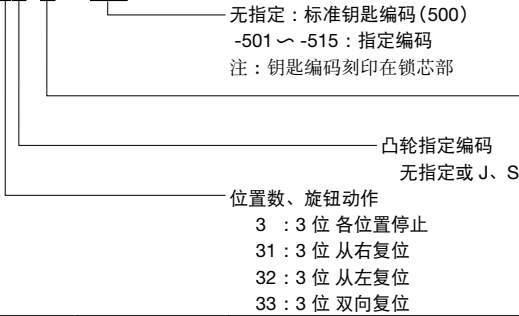 无指定：标准钥匙编码(500)
-501〜-515：指定编码
注：钥匙编码刻印在锁芯部
凸轮指定编码
无指定或 J、S
位置数、旋钮动作
3 ：3 位 各位置停止
31：3 位 从右复位
32：3 位 从左复位
33：3 位 双向复位